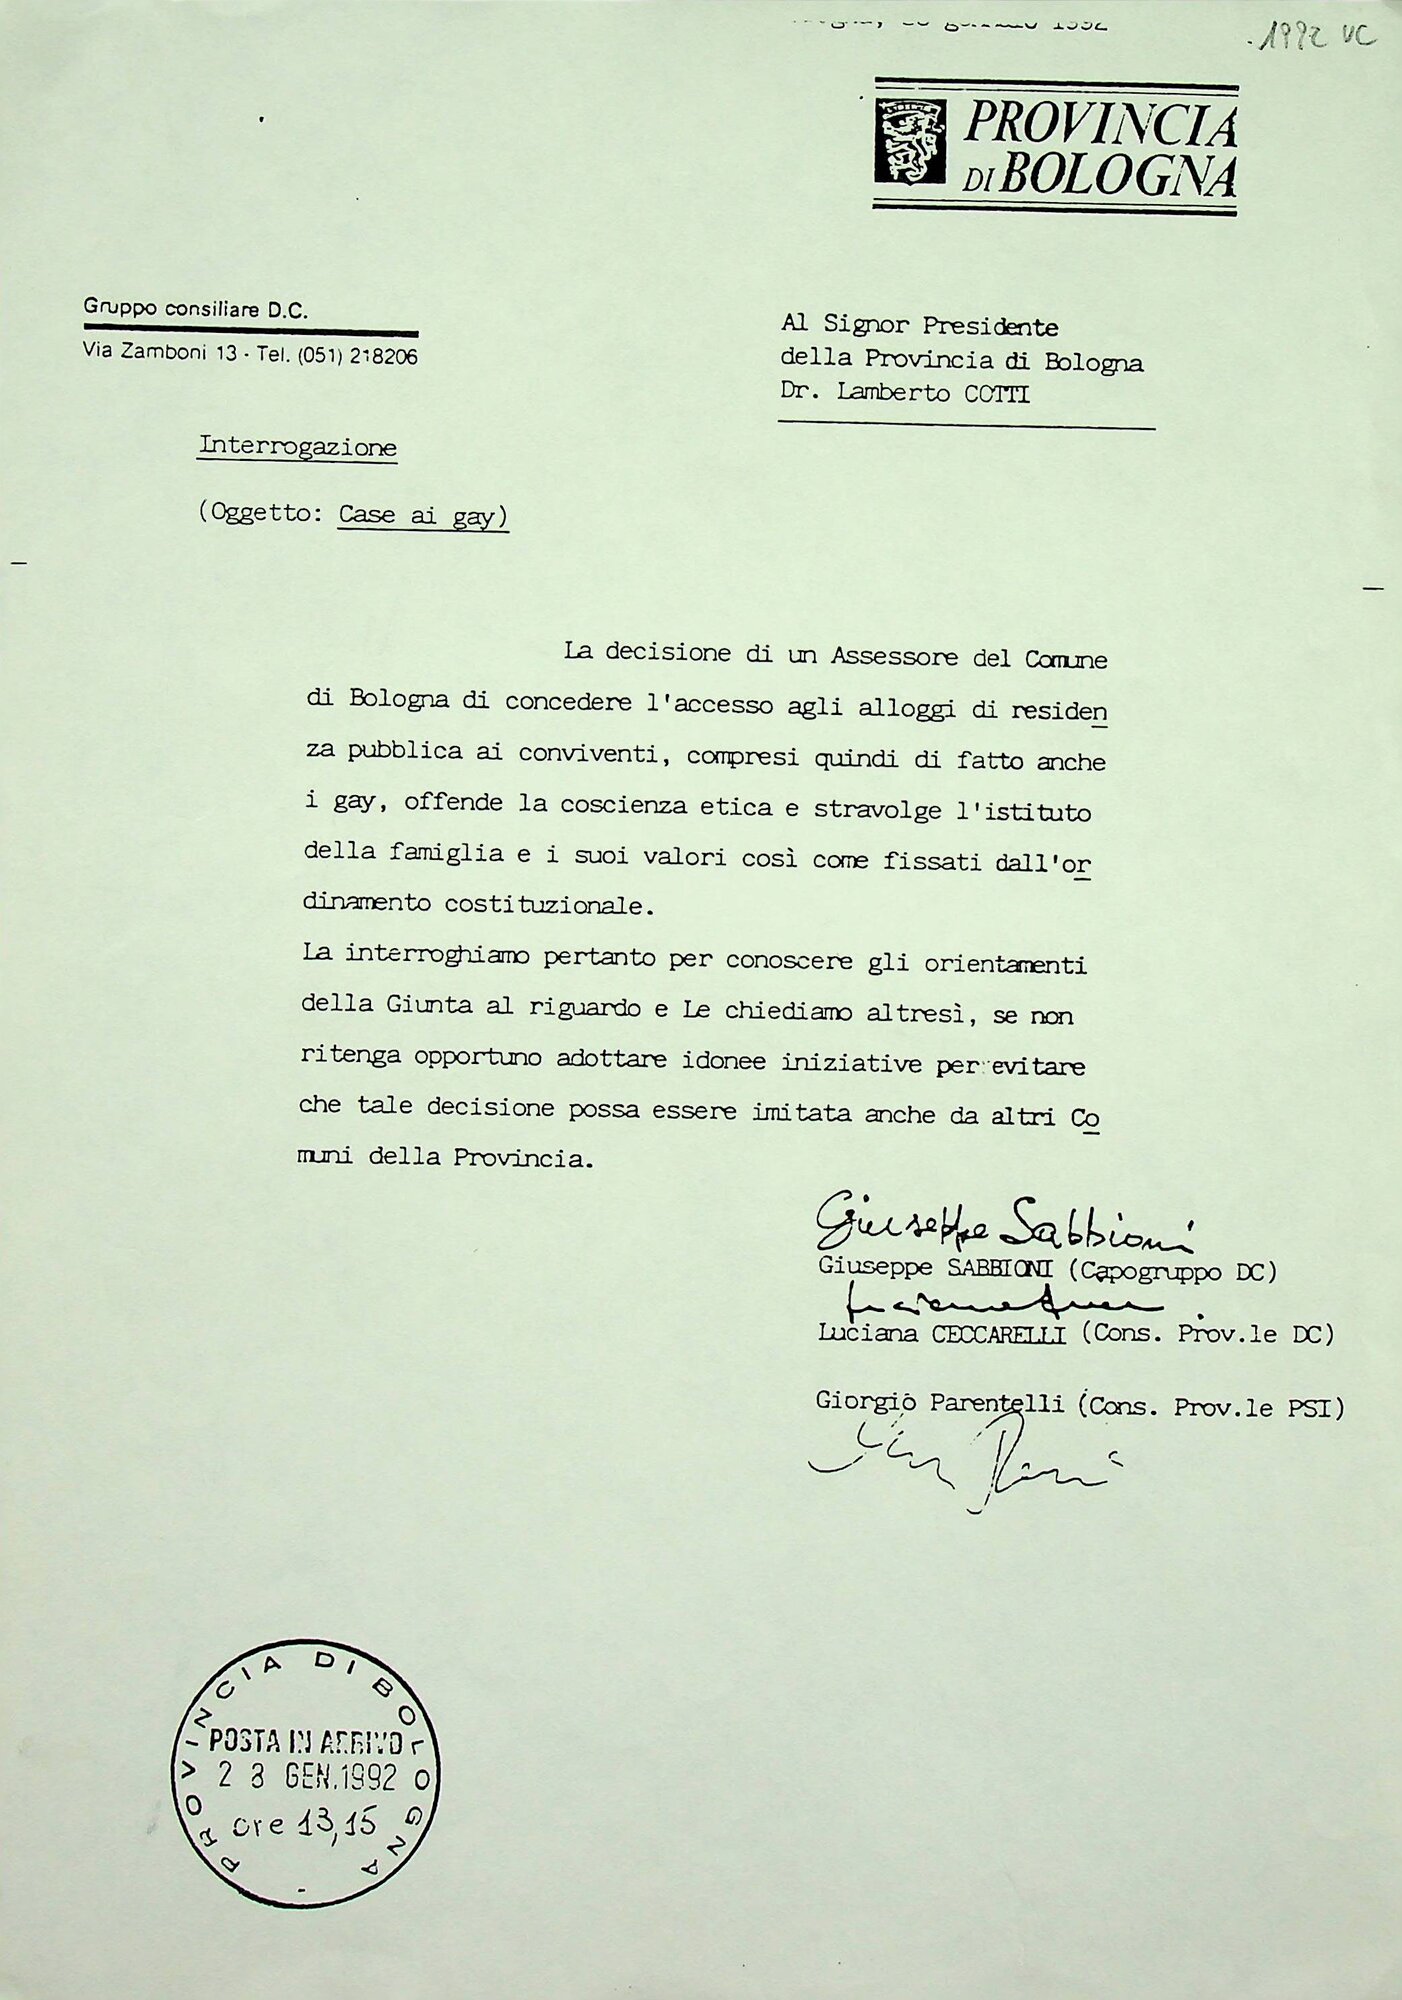 gennaio 1992
1992 VC
LIBERTAS
PROVINCIA
DI BOLOGNA
Gruppo consiliare D.C.
Via Zamboni 13 - Tel. (051) 218206
Al Signor Presidente
della Provincia di Bologna
Dr. Lamberto COTTI
Interrogazione
(Oggetto: Case ai gay)
La decisione di un Assessore del Comune
di Bologna di concedere l'accesso agli alloggi di residen
za pubblica ai conviventi, compresi quindi di fatto anche
i gay, offende la coscienza etica e stravolge l'istituto
della famiglia e i suoi valori così come fissati dall'or
dinamento costituzionale.
La interroghiamo pertanto per conoscere gli orientamenti
della Giunta al riguardo e Le chiediamo altresì, se non
ritenga opportuno adottare idonee iniziative per evitare
che tale decisione possa essere imitata anche da altri Co
muni della Provincia.
Giuseppe Sabbioni
Giuseppe SABBIONI (Capogruppo DC)
Luciana CECCARELLI (Cons. Prov.le DC)
Giorgio Parentelli (Cons. Prov.le PSI)
PROVINCIA DI BOLOGNA
POSTA IN ARRIVO
28 GEN. 1992
ore 13,15